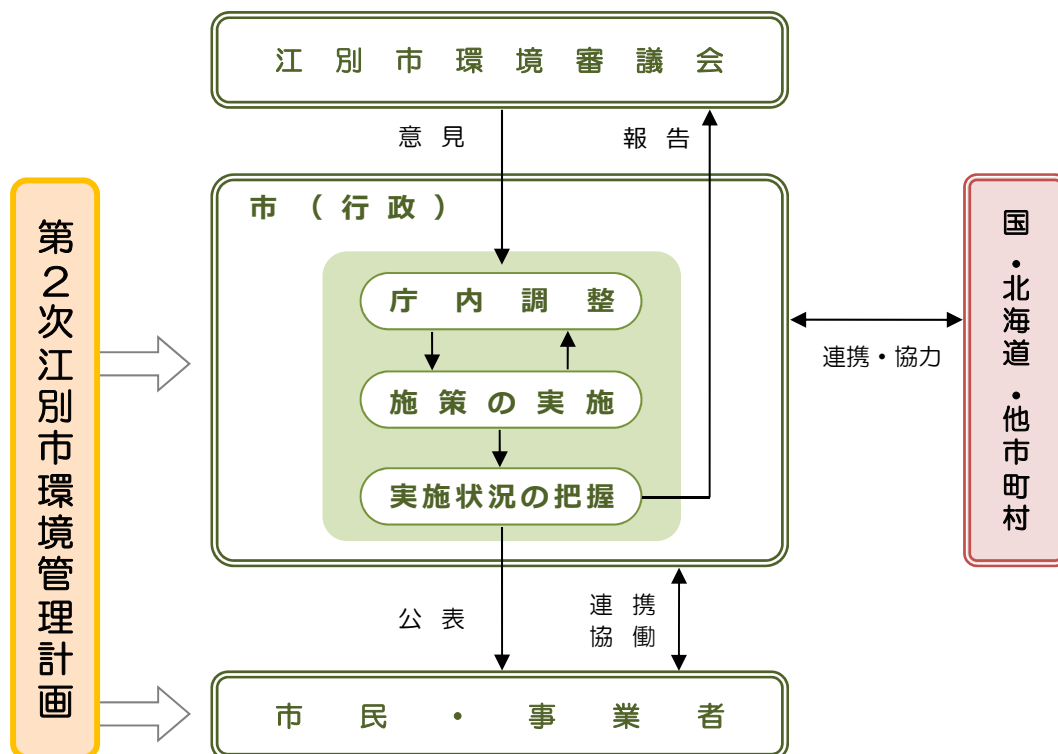 江別市環境審議会
意見
報告
第2次江別市環境管理計画
市（行政）
庁内調整
施策の実施
実施状況の把握
連携・協力
国・北海道・他市町村
公表
連携
協働
市民・事業者